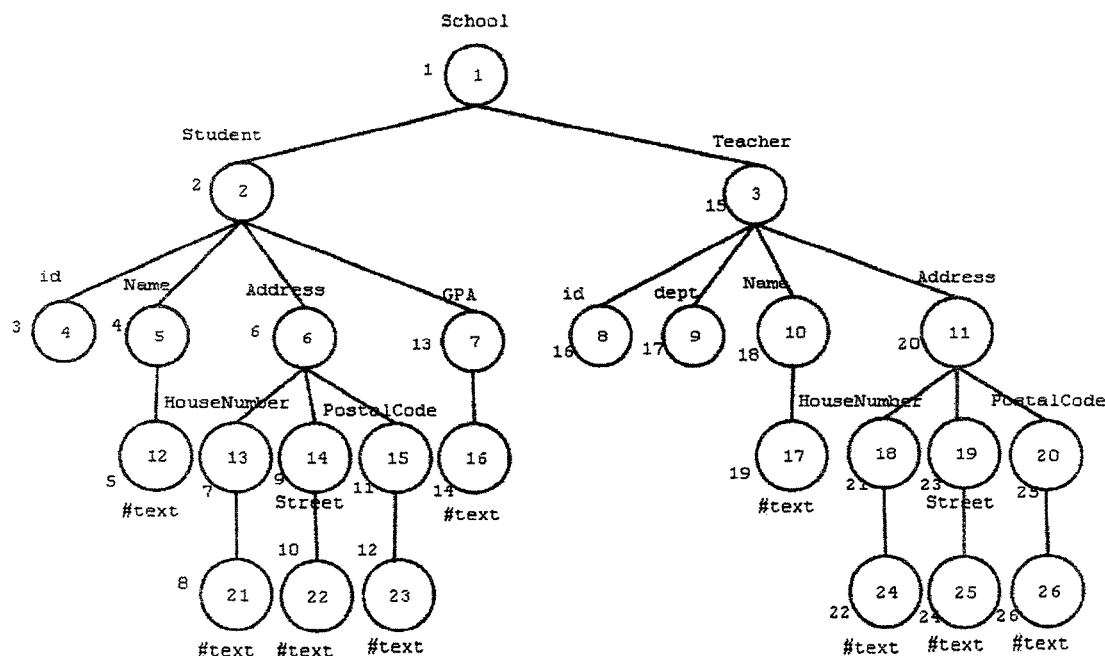 School
1 1
Student
Teacher
2 2
15 3
id
Name
Address
GPA
id
dept
Name
Address
3 4
4 5
6 6
13 7
16 8
17 9
18 10
20 11
HouseNumber
PostalCode
HouseNumber
PostalCode
5 12
7 13
9 14
11 15
14 16
19 17
21 18
23 19
25 20
#text
Street
#text
#text
Street
8 21
10 22
12 23
22 24
24 25
26 26
#text
#text
#text
#text
#text
#text